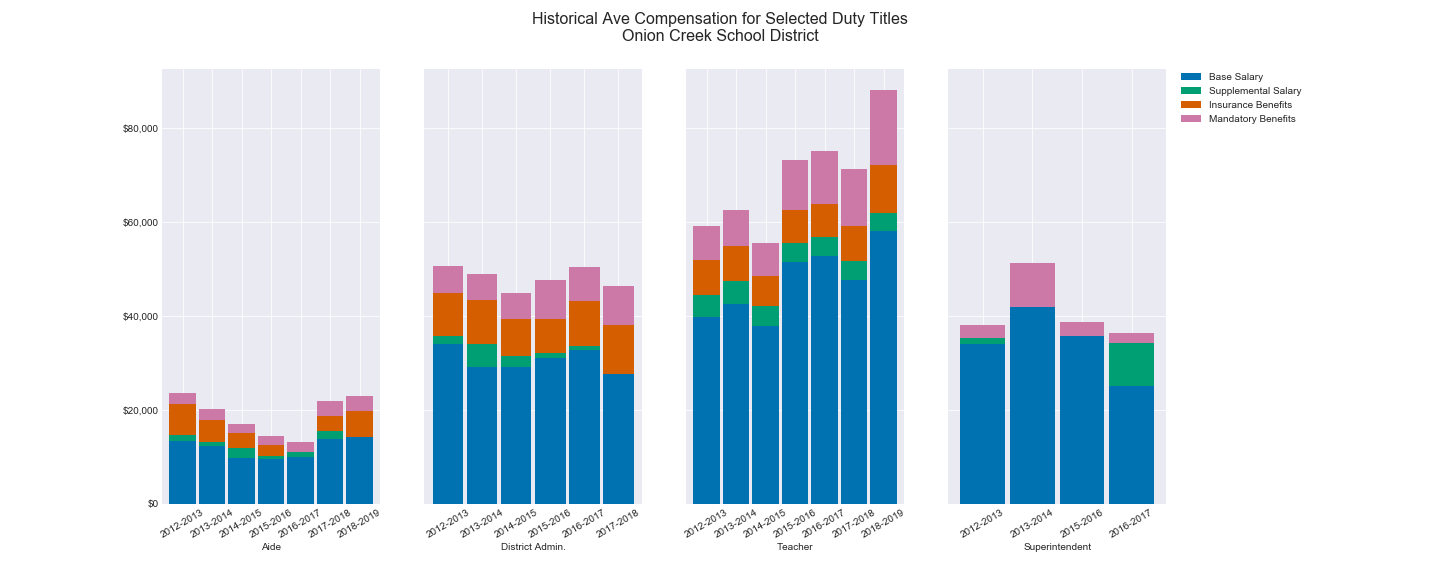 Historical Ave Compensation for Selected Duty Titles
Onion Creek School District
Base Salary
Supplemental Salary
Insurance Benefits
Mandatory Benefits
$80,000
$60,000
$40,000
$20,000
$0
2012-2013
2013-2014
2014-2015
2015-2016
2016-2017
2017-2018
2018-2019
Aide
2012-2013
2013-2014
2014-2015
2015-2016
2016-2017
2017-2018
District Admin.
2012-2013
2013-2014
2014-2015
2015-2016
2016-2017
2017-2018
2018-2019
Teacher
2012-2013
2013-2014
2015-2016
2016-2017
Superintendent